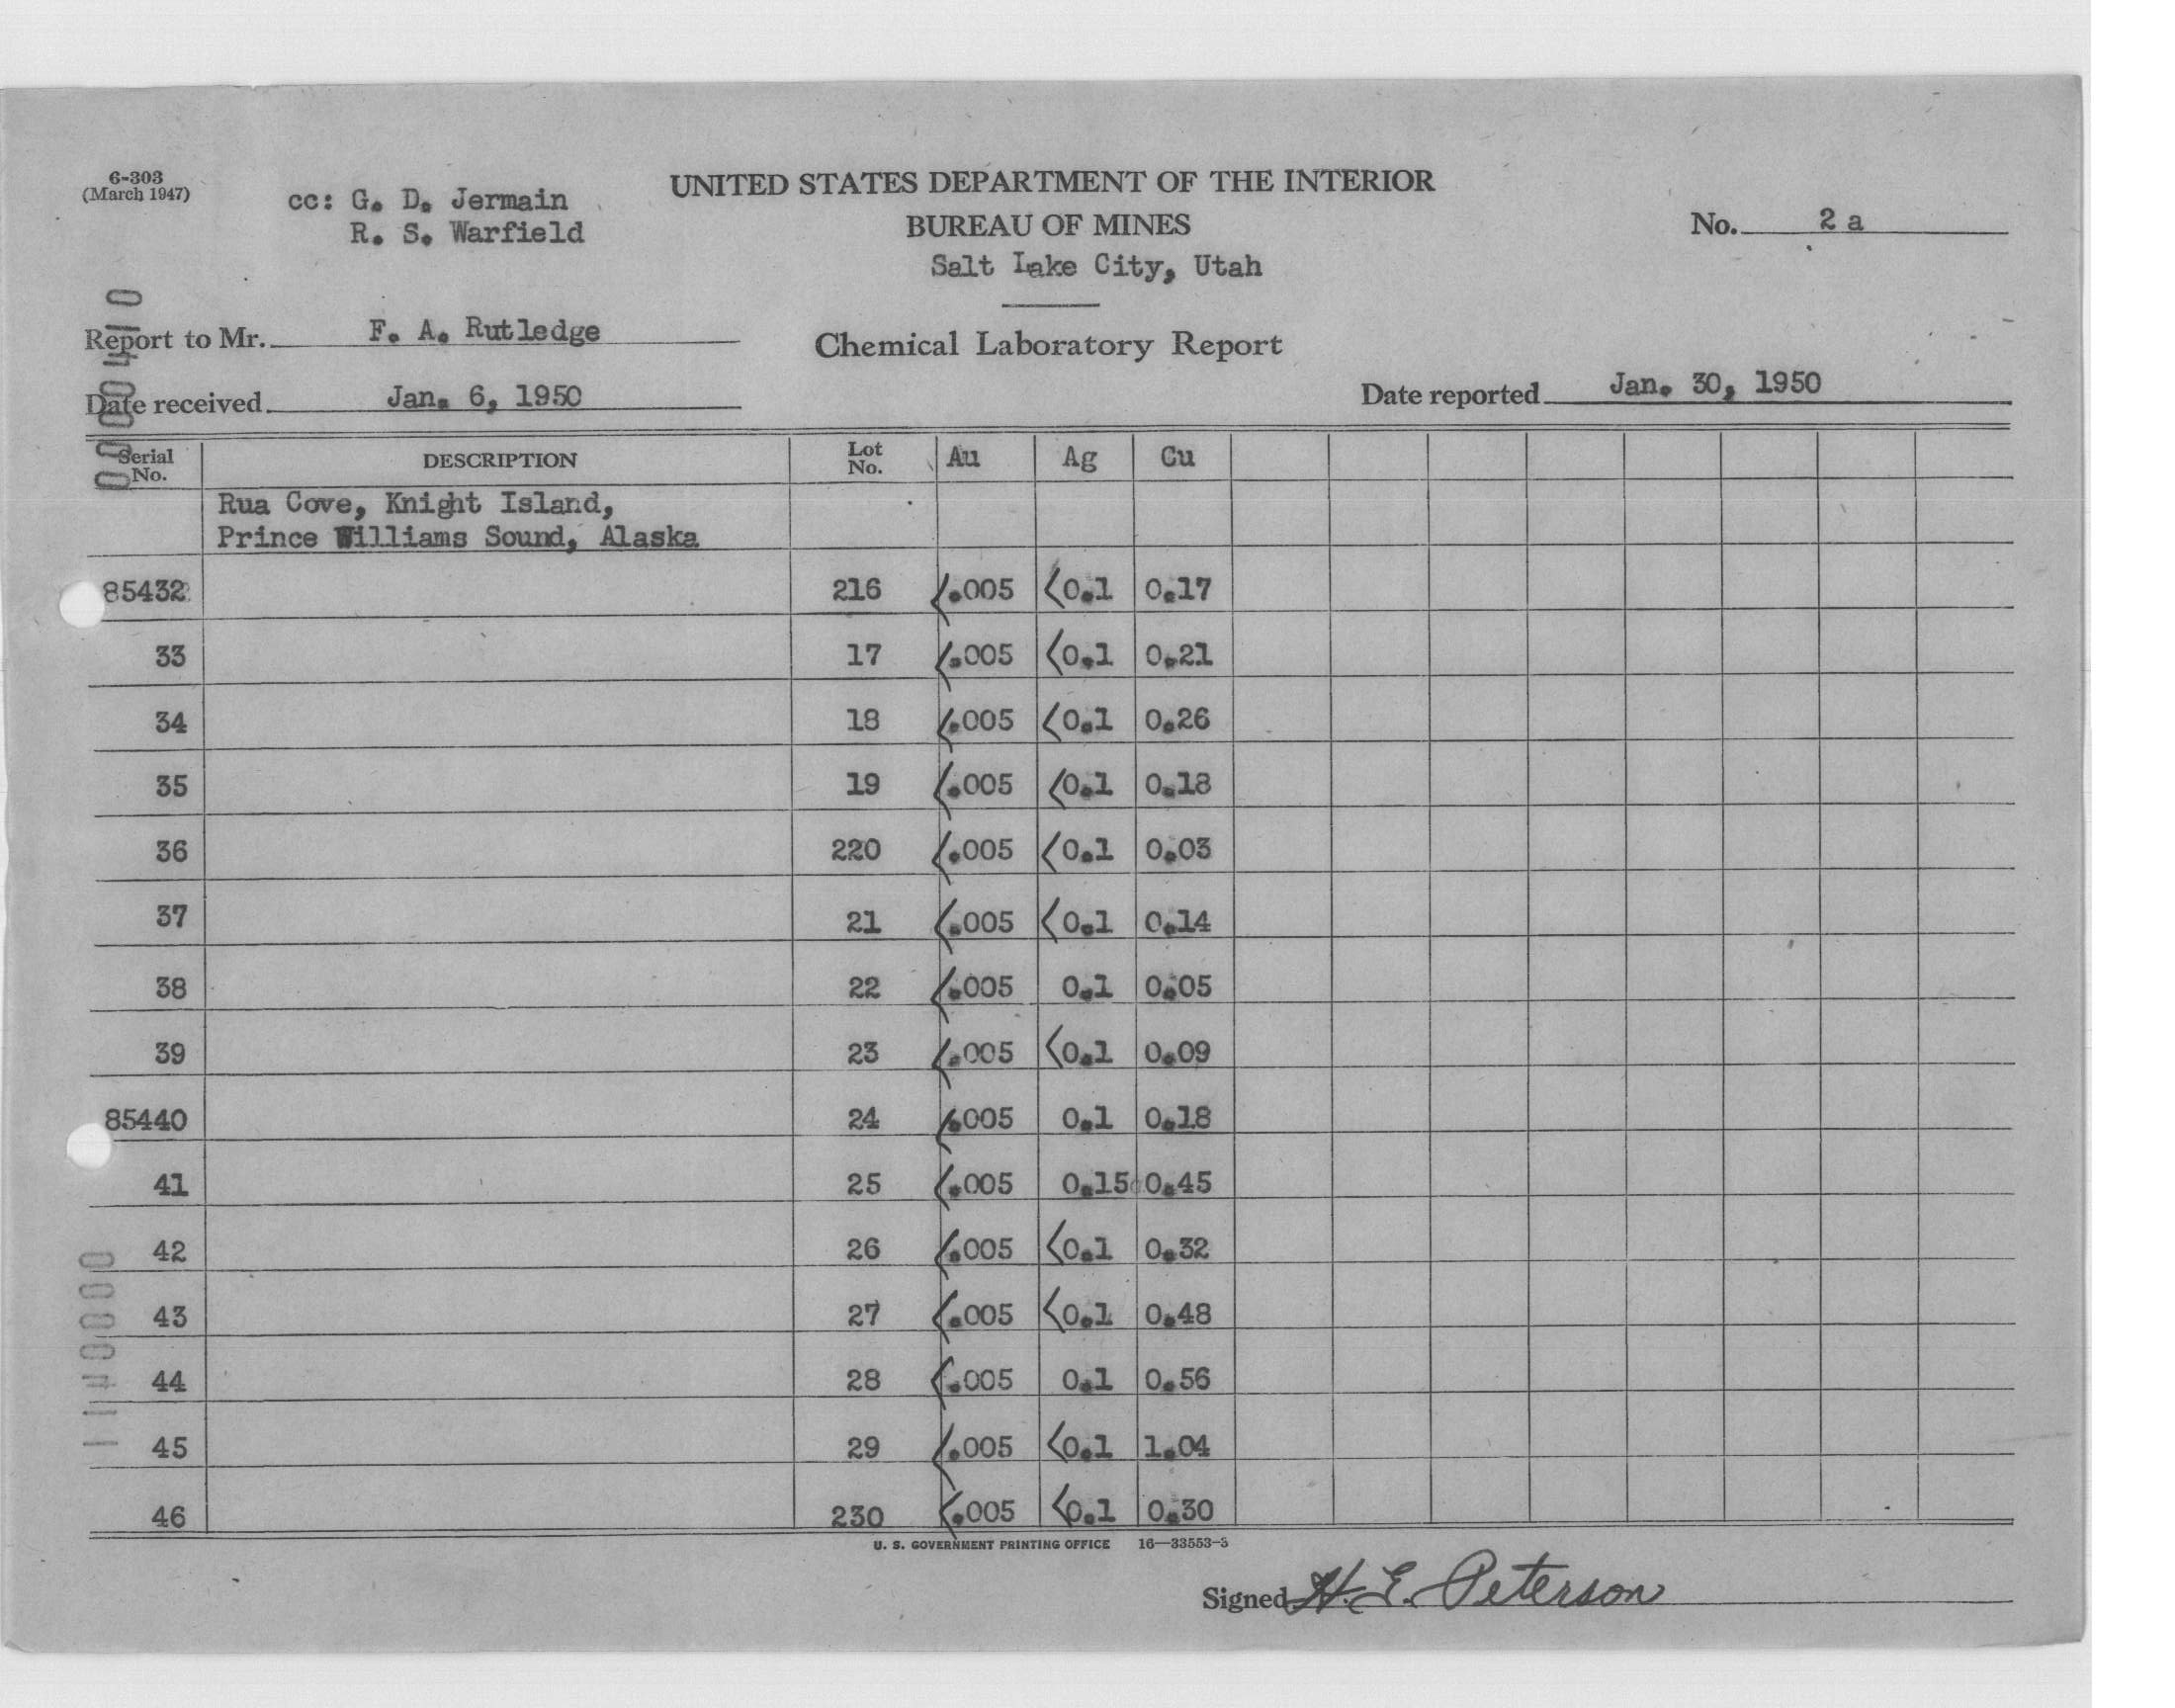 6-303
(March 1947)
cc: G. D. Jermain
R. S. Warfield
UNITED STATES DEPARTMENT OF THE INTERIOR
BUREAU OF MINES
Salt Lake City, Utah
No. 2 a
Report to Mr. F. A. Rutledge
Chemical Laboratory Report
Date received Jan. 6, 1950
Date reported Jan. 30, 1950
Serial No. DESCRIPTION Lot No. Au Ag Cu
Rua Cove, Knight Island,
Prince Williams Sound, Alaska
85432 216 <.005 <0.1 0.17
33 17 <.005 <0.1 0.21
34 18 <.005 <0.1 0.26
35 19 <.005 <0.1 0.18
36 220 <.005 <0.1 0.03
37 21 <.005 <0.1 0.14
38 22 <.005 0.1 0.05
39 23 <.005 <0.1 0.09
85440 24 <.005 0.1 0.18
41 25 <.005 0.15 0.45
42 26 <.005 <0.1 0.32
43 27 <.005 <0.1 0.48
44 28 <.005 0.1 0.56
45 29 <.005 <0.1 1.04
46 230 <.005 <0.1 0.30
U. S. GOVERNMENT PRINTING OFFICE 16—33553-3
Signed H. E. Peterson